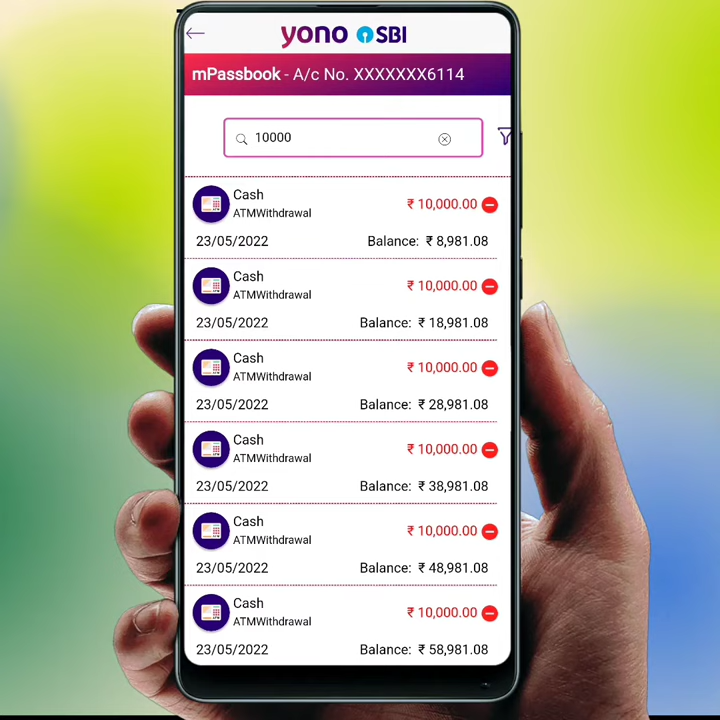 yono SBI
mPassbook - A/c No. XXXXXXX6114
10000
Cash
ATMWithdrawal
₹ 10,000.00
23/05/2022 Balance: ₹ 8,981.08
Cash
ATMWithdrawal
₹ 10,000.00
23/05/2022 Balance: ₹ 18,981.08
Cash
ATMWithdrawal
₹ 10,000.00
23/05/2022 Balance: ₹ 28,981.08
Cash
ATMWithdrawal
₹ 10,000.00
23/05/2022 Balance: ₹ 38,981.08
Cash
ATMWithdrawal
₹ 10,000.00
23/05/2022 Balance: ₹ 48,981.08
Cash
ATMWithdrawal
₹ 10,000.00
23/05/2022 Balance: ₹ 58,981.08